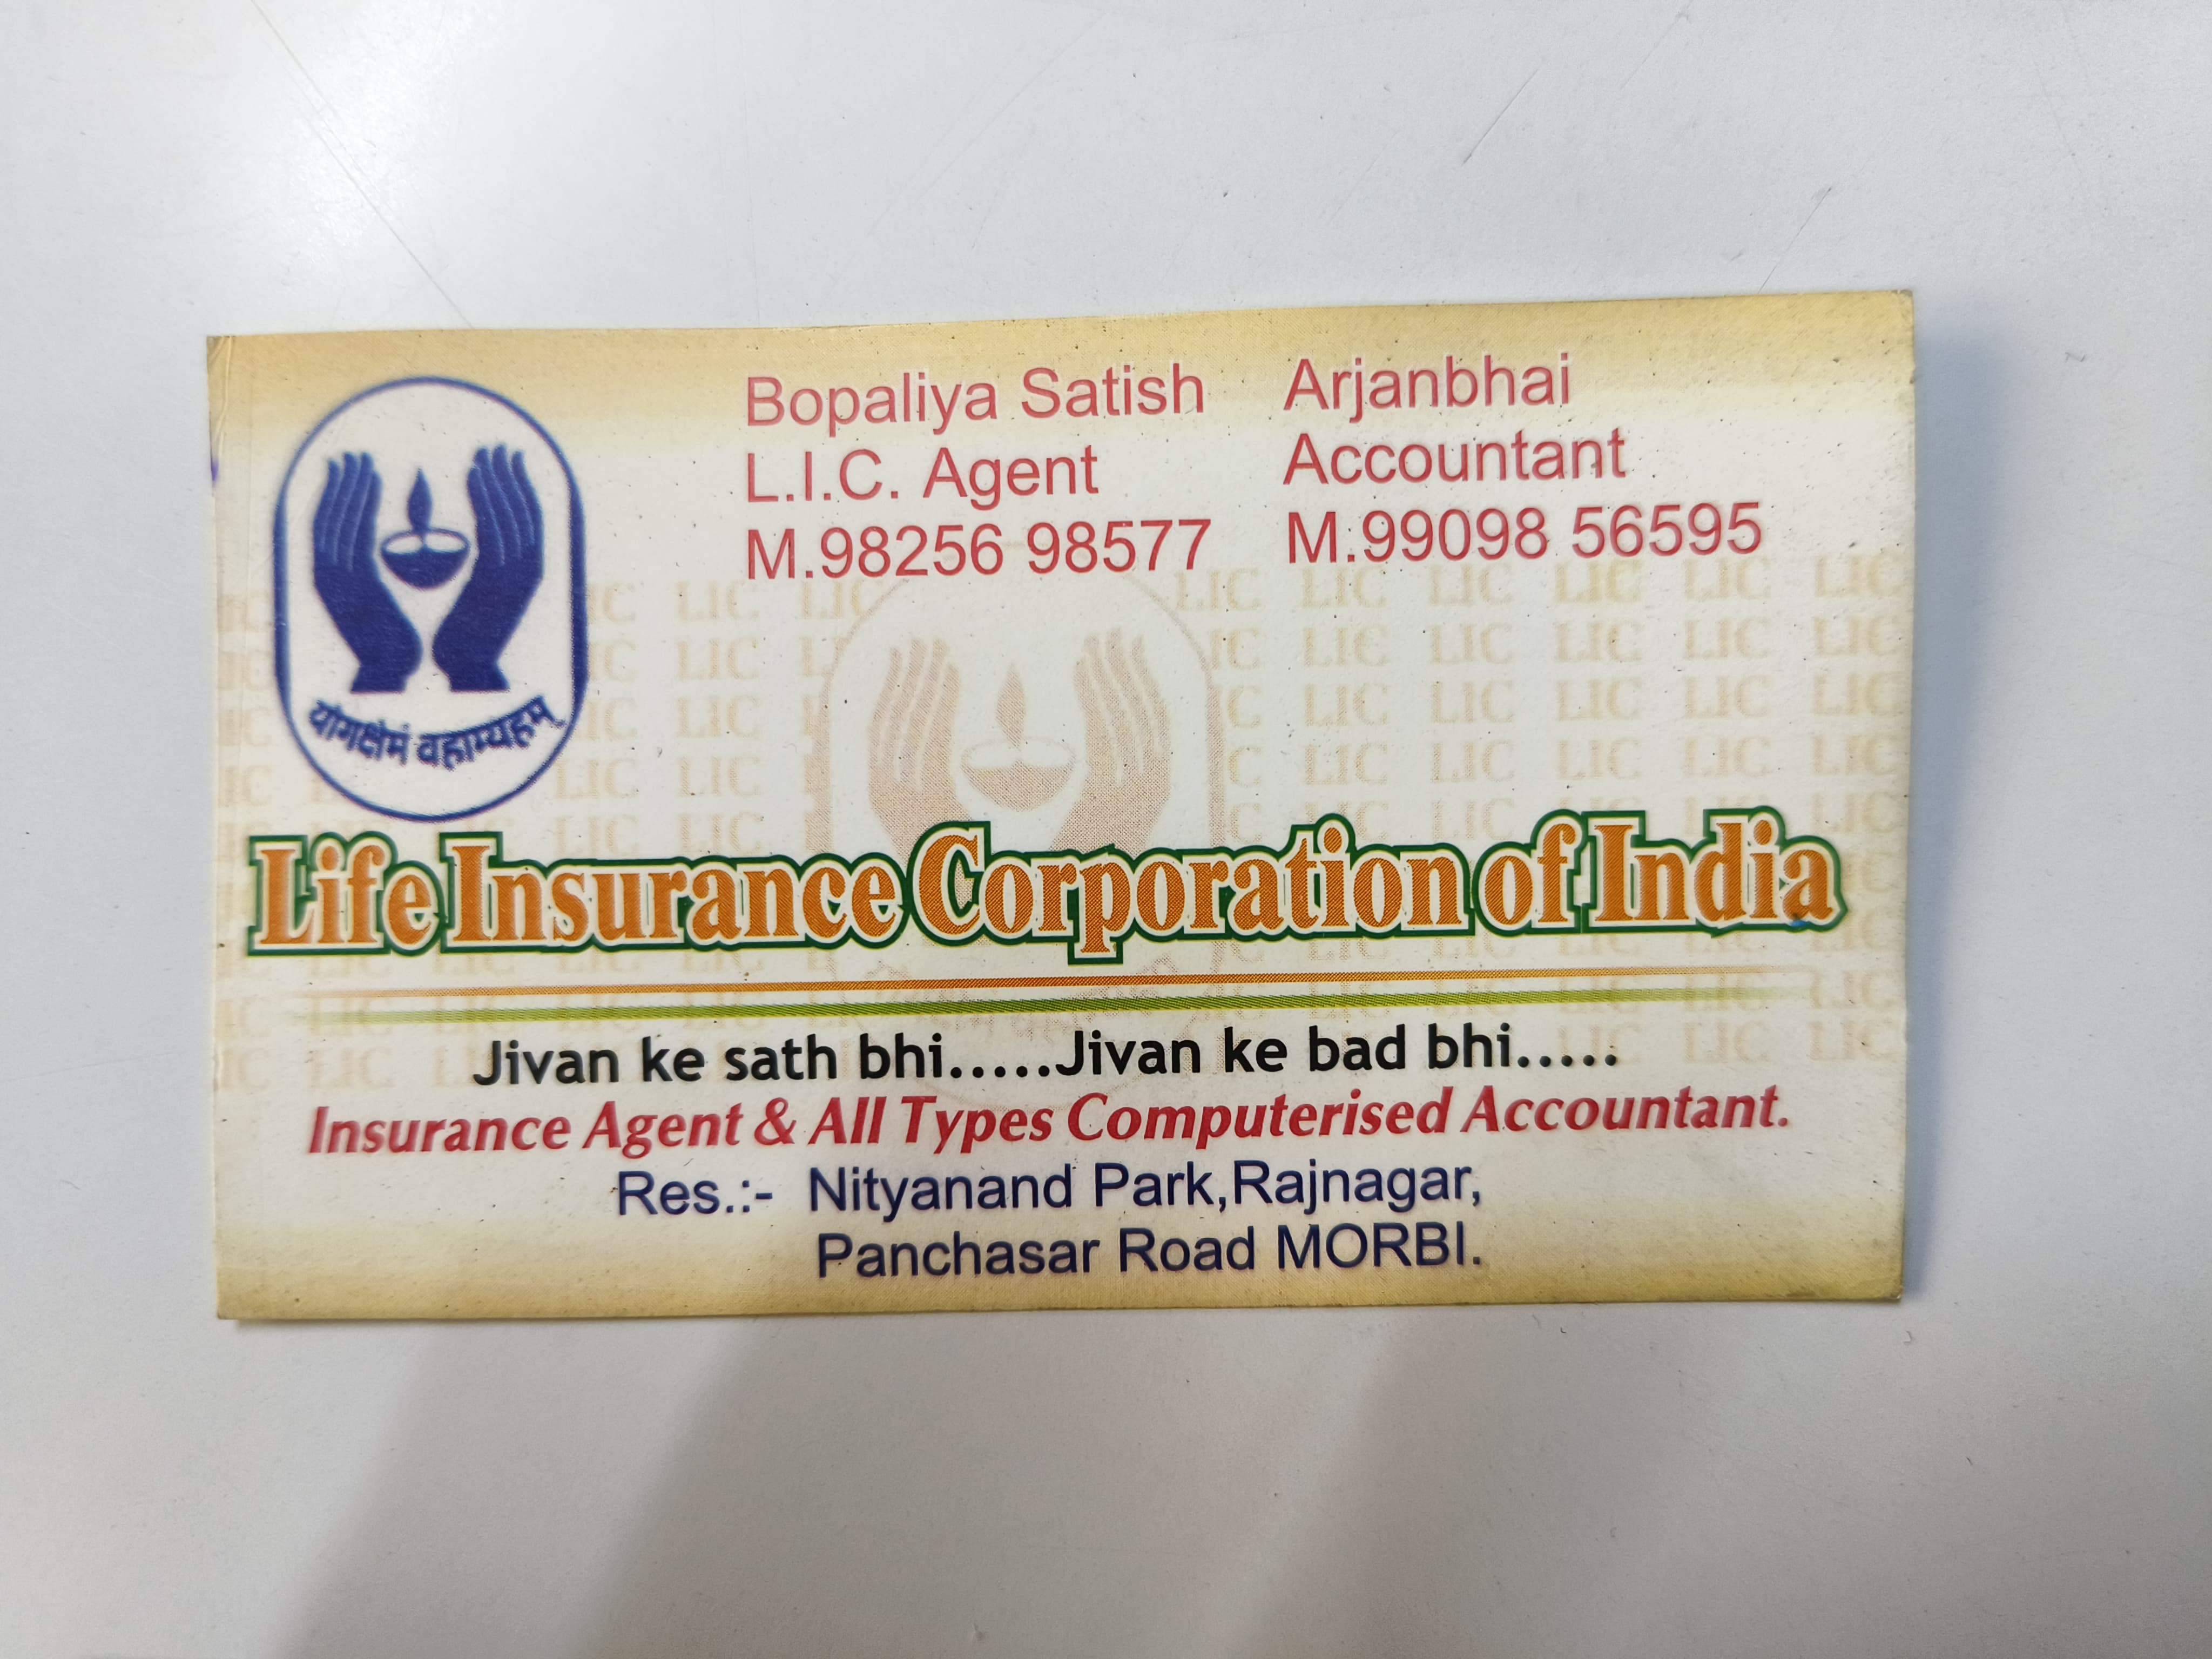 Bopaliya Satish
L.I.C. Agent
M.98256 98577
Arjanbhai
Accountant
M.99098 56595
योगक्षेमं वहाम्यहम्
Life Insurance Corporation of India
Jivan ke sath bhi.....Jivan ke bad bhi.....
Insurance Agent & All Types Computerised Accountant.
Res.:- Nityanand Park,Rajnagar,
Panchasar Road MORBI.